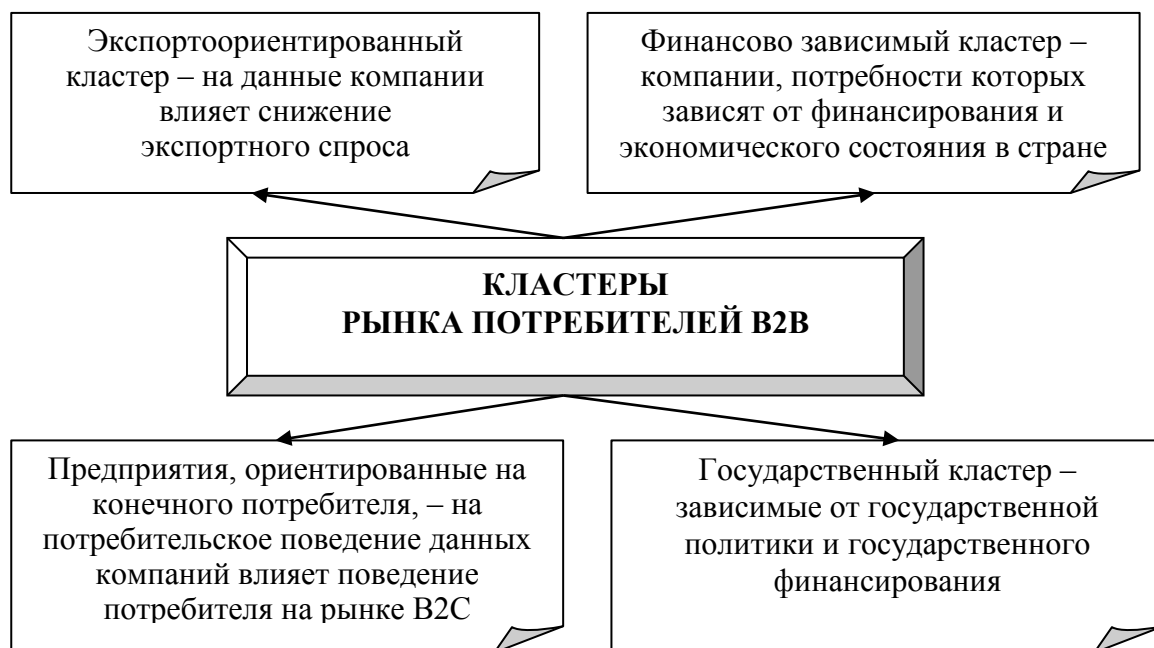 Экспортоориентированный
кластер – на данные компании
влияет снижение
экспортного спроса
Финансово зависимый кластер –
компании, потребности которых
зависят от финансирования и
экономического состояния в стране
КЛАСТЕРЫ
РЫНКА ПОТРЕБИТЕЛЕЙ В2В
Предприятия, ориентированные на
конечного потребителя, – на
потребительское поведение данных
компаний влияет поведение
потребителя на рынке В2С
Государственный кластер –
зависимые от государственной
политики и государственного
финансирования